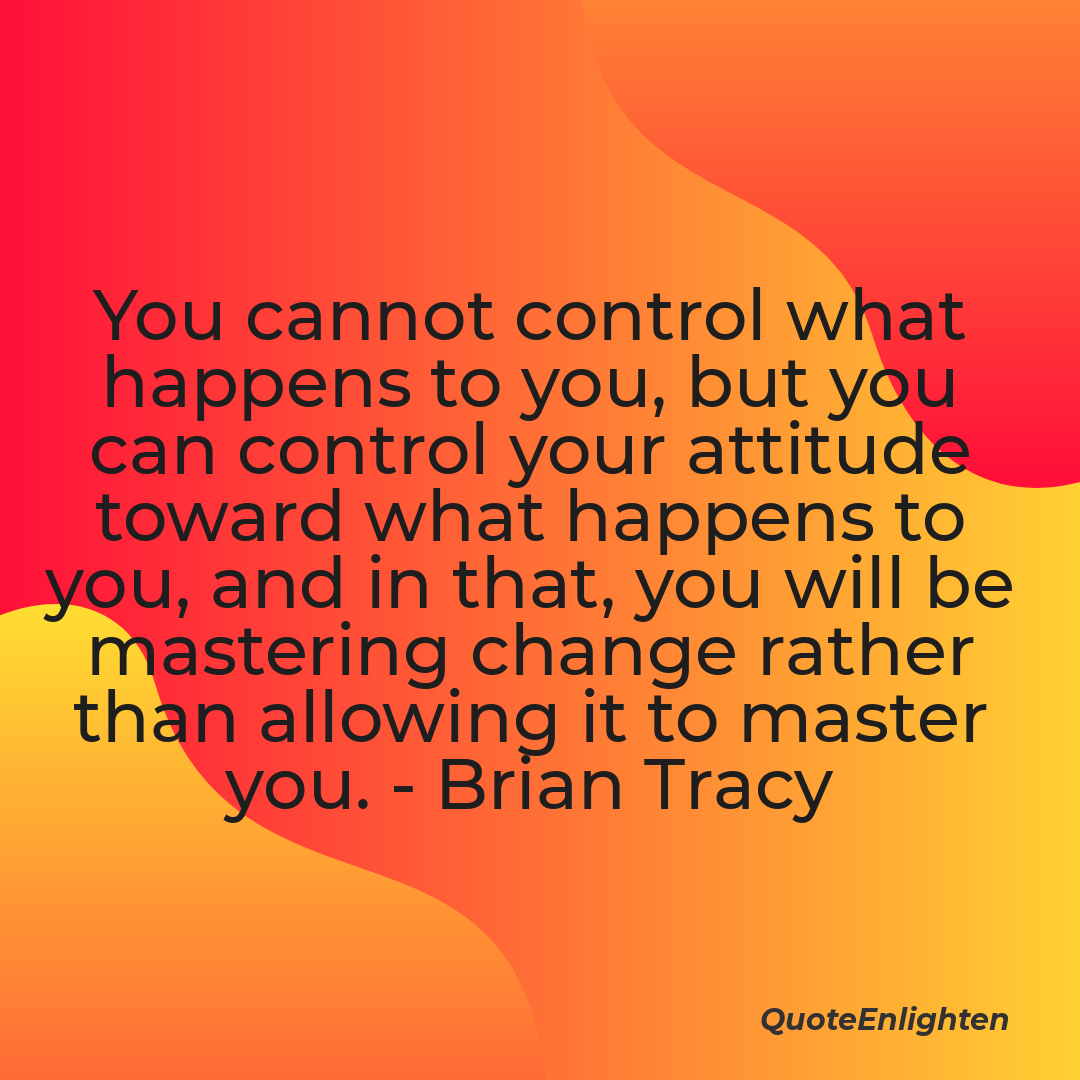 You cannot control what
happens to you, but you
can control your attitude
toward what happens to
you, and in that, you will be
mastering change rather
than allowing it to master
you. - Brian Tracy
QuoteEnlighten